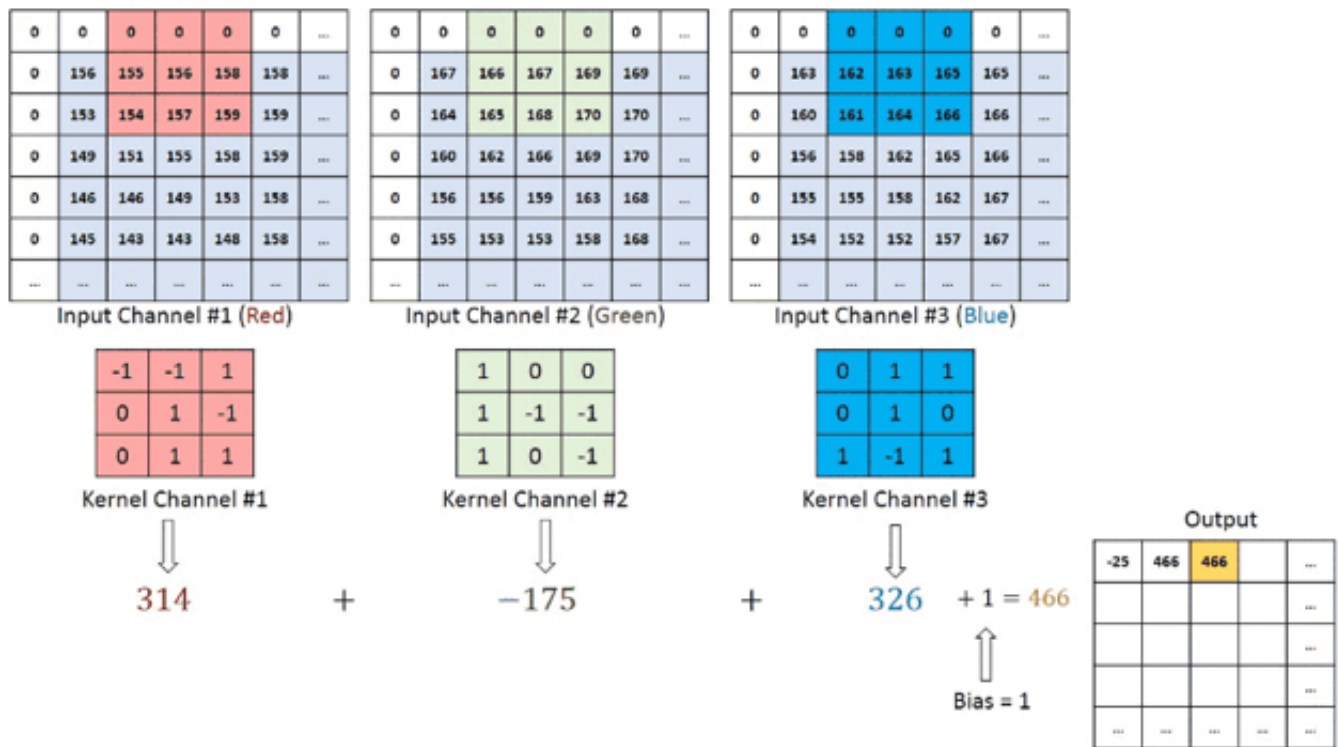 0 0 0 0 0 0 ... 0 0 0 0 0 0 ... 0 0 0 0 0 0 ...
0 156 155 156 158 158 ... 0 167 166 167 169 169 ... 0 163 162 163 165 165 ...
0 153 154 157 159 159 ... 0 164 165 168 170 170 ... 0 160 161 164 166 166 ...
0 149 151 155 158 159 ... 0 160 162 166 169 170 ... 0 156 158 162 165 166 ...
0 146 146 149 153 158 ... 0 156 156 159 163 168 ... 0 155 155 158 162 167 ...
0 145 143 143 148 158 ... 0 155 153 153 158 168 ... 0 154 152 152 157 167 ...
... ... ... ... ... ... ... ... ... ... ... ... ... ... ... ... ... ... ... ... ...
Input Channel #1 (Red) Input Channel #2 (Green) Input Channel #3 (Blue)
-1 -1 1 1 0 0 0 1 1
0 1 -1 1 -1 -1 0 1 0
0 1 1 1 0 -1 1 -1 1
Kernel Channel #1 Kernel Channel #2 Kernel Channel #3
Output
-25 466 466 ...
314 + −175 + 326 + 1 = 466
...
...
...
Bias = 1
... ... ... ... ...